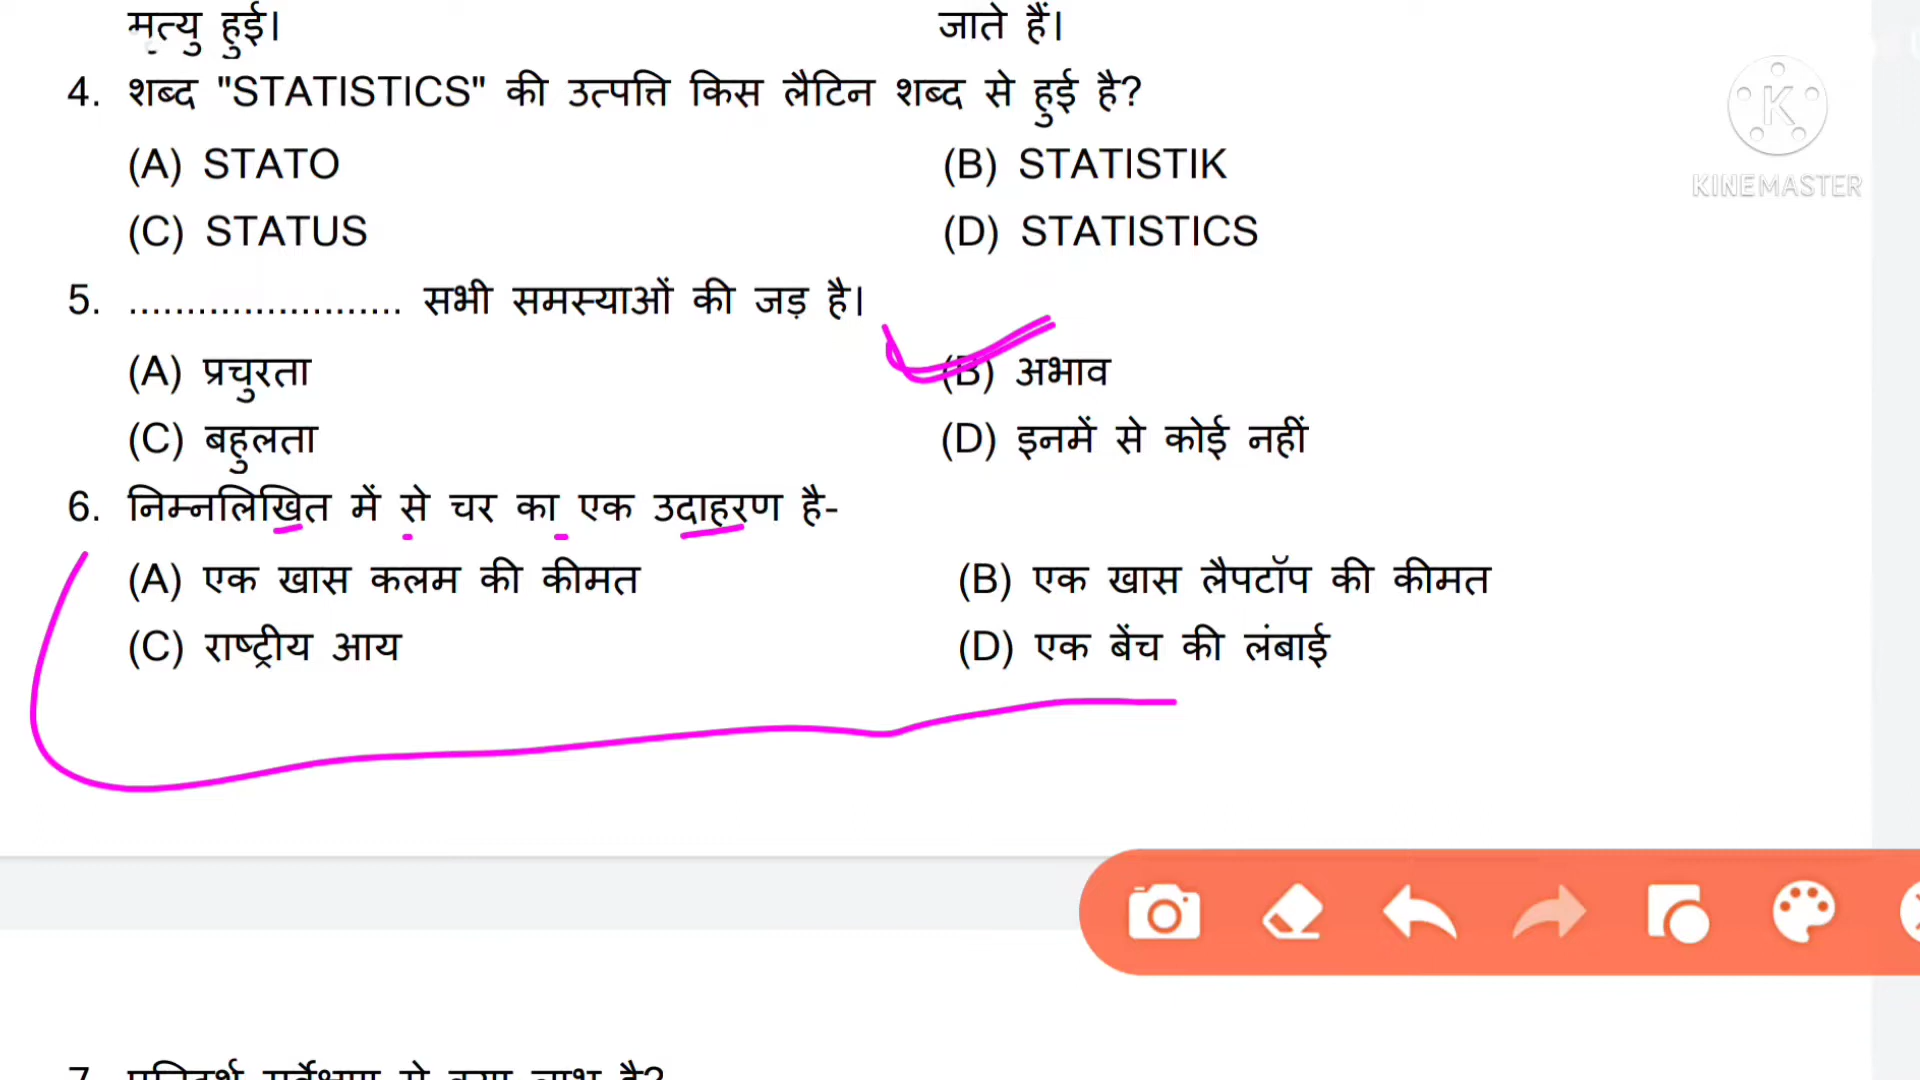 मृत्यु हुई। जाते हैं।
4. शब्द "STATISTICS" की उत्पत्ति किस लैटिन शब्द से हुई है?
(A) STATO (B) STATISTIK
(C) STATUS (D) STATISTICS
5. ........................ सभी समस्याओं की जड़ है।
(A) प्रचुरता (B) अभाव
(C) बहुलता (D) इनमें से कोई नहीं
6. निम्नलिखित में से चर का एक उदाहरण है-
(A) एक खास कलम की कीमत (B) एक खास लैपटॉप की कीमत
(C) राष्ट्रीय आय (D) एक बेंच की लंबाई
K
KINEMASTER